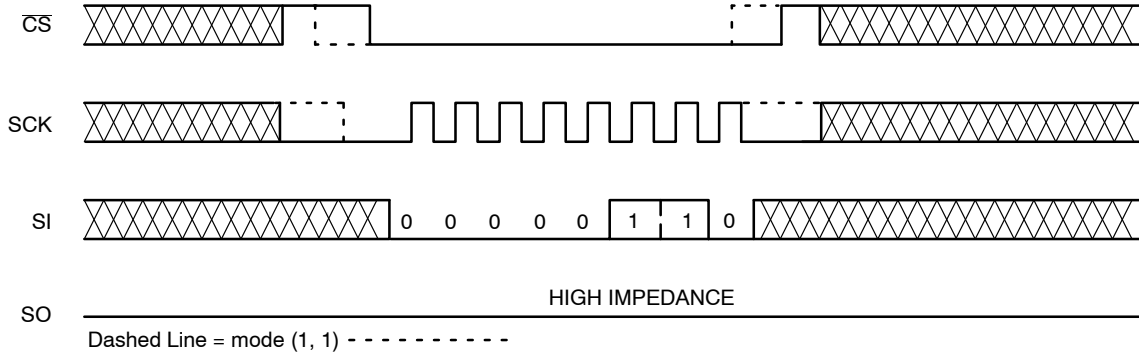 CS
SCK
SI 0 0 0 0 0 1 1 0
SO HIGH IMPEDANCE
Dashed Line = mode (1, 1)